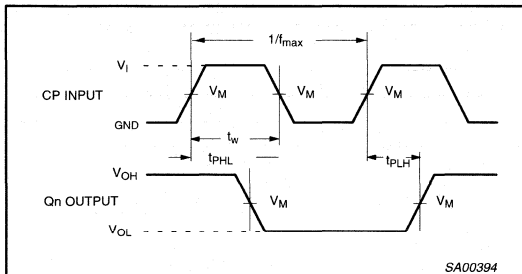 1/fmax
VI
CP INPUT
VM
VM
VM
GND
tw
tPHL
tPLH
VOH
Qn OUTPUT
VM
VM
VOL
SA00394